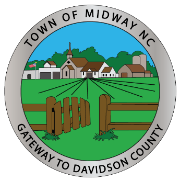 TOWN OF MIDWAY NC
GATEWAY TO DAVIDSON COUNTY